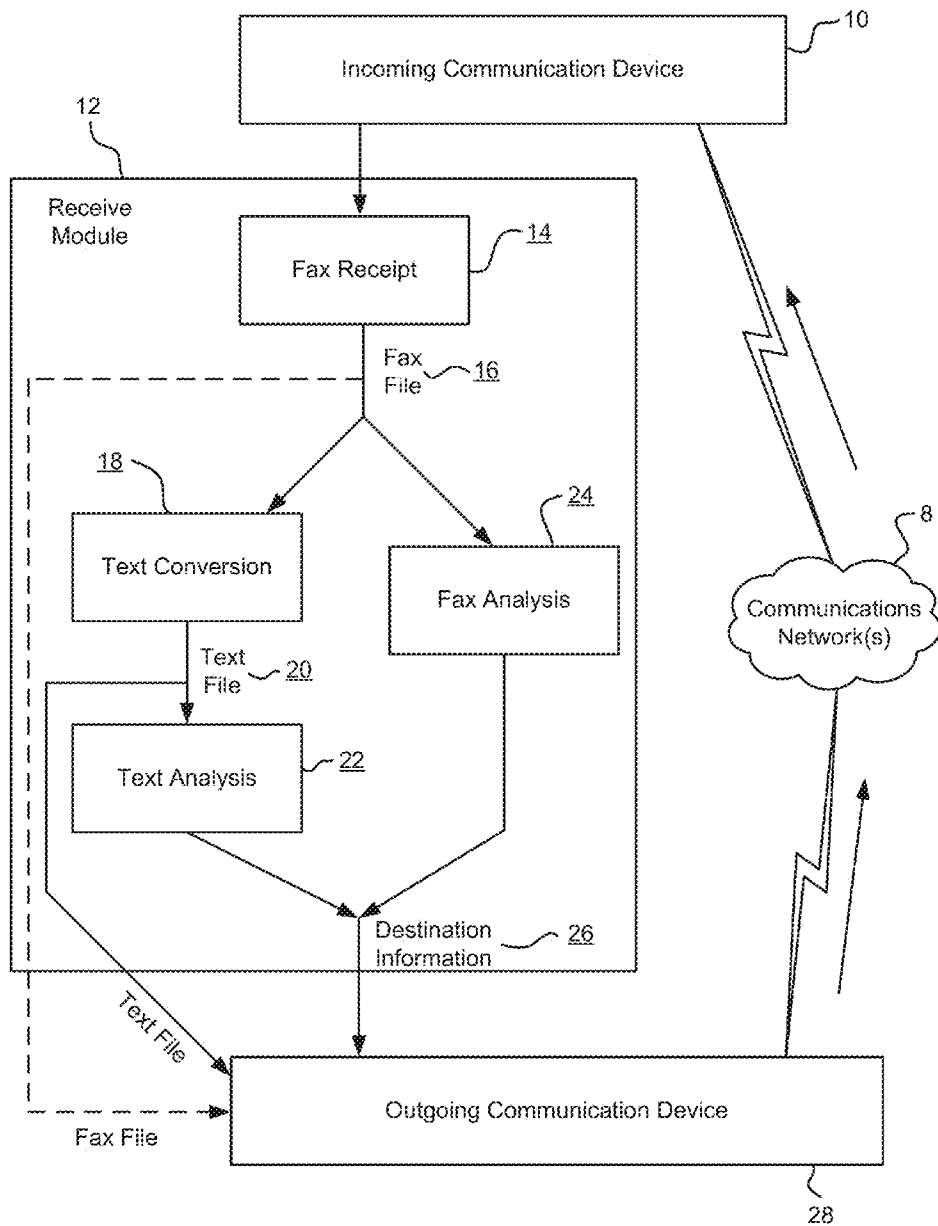 10
Incoming Communication Device
12
Receive
Module
14
Fax Receipt
Fax
File
16
18
24
8
Text Conversion
Fax Analysis
Communications
Network(s)
Text
File
20
Text Analysis
22
Destination
Information
26
Text File
Outgoing Communication Device
Fax File
28